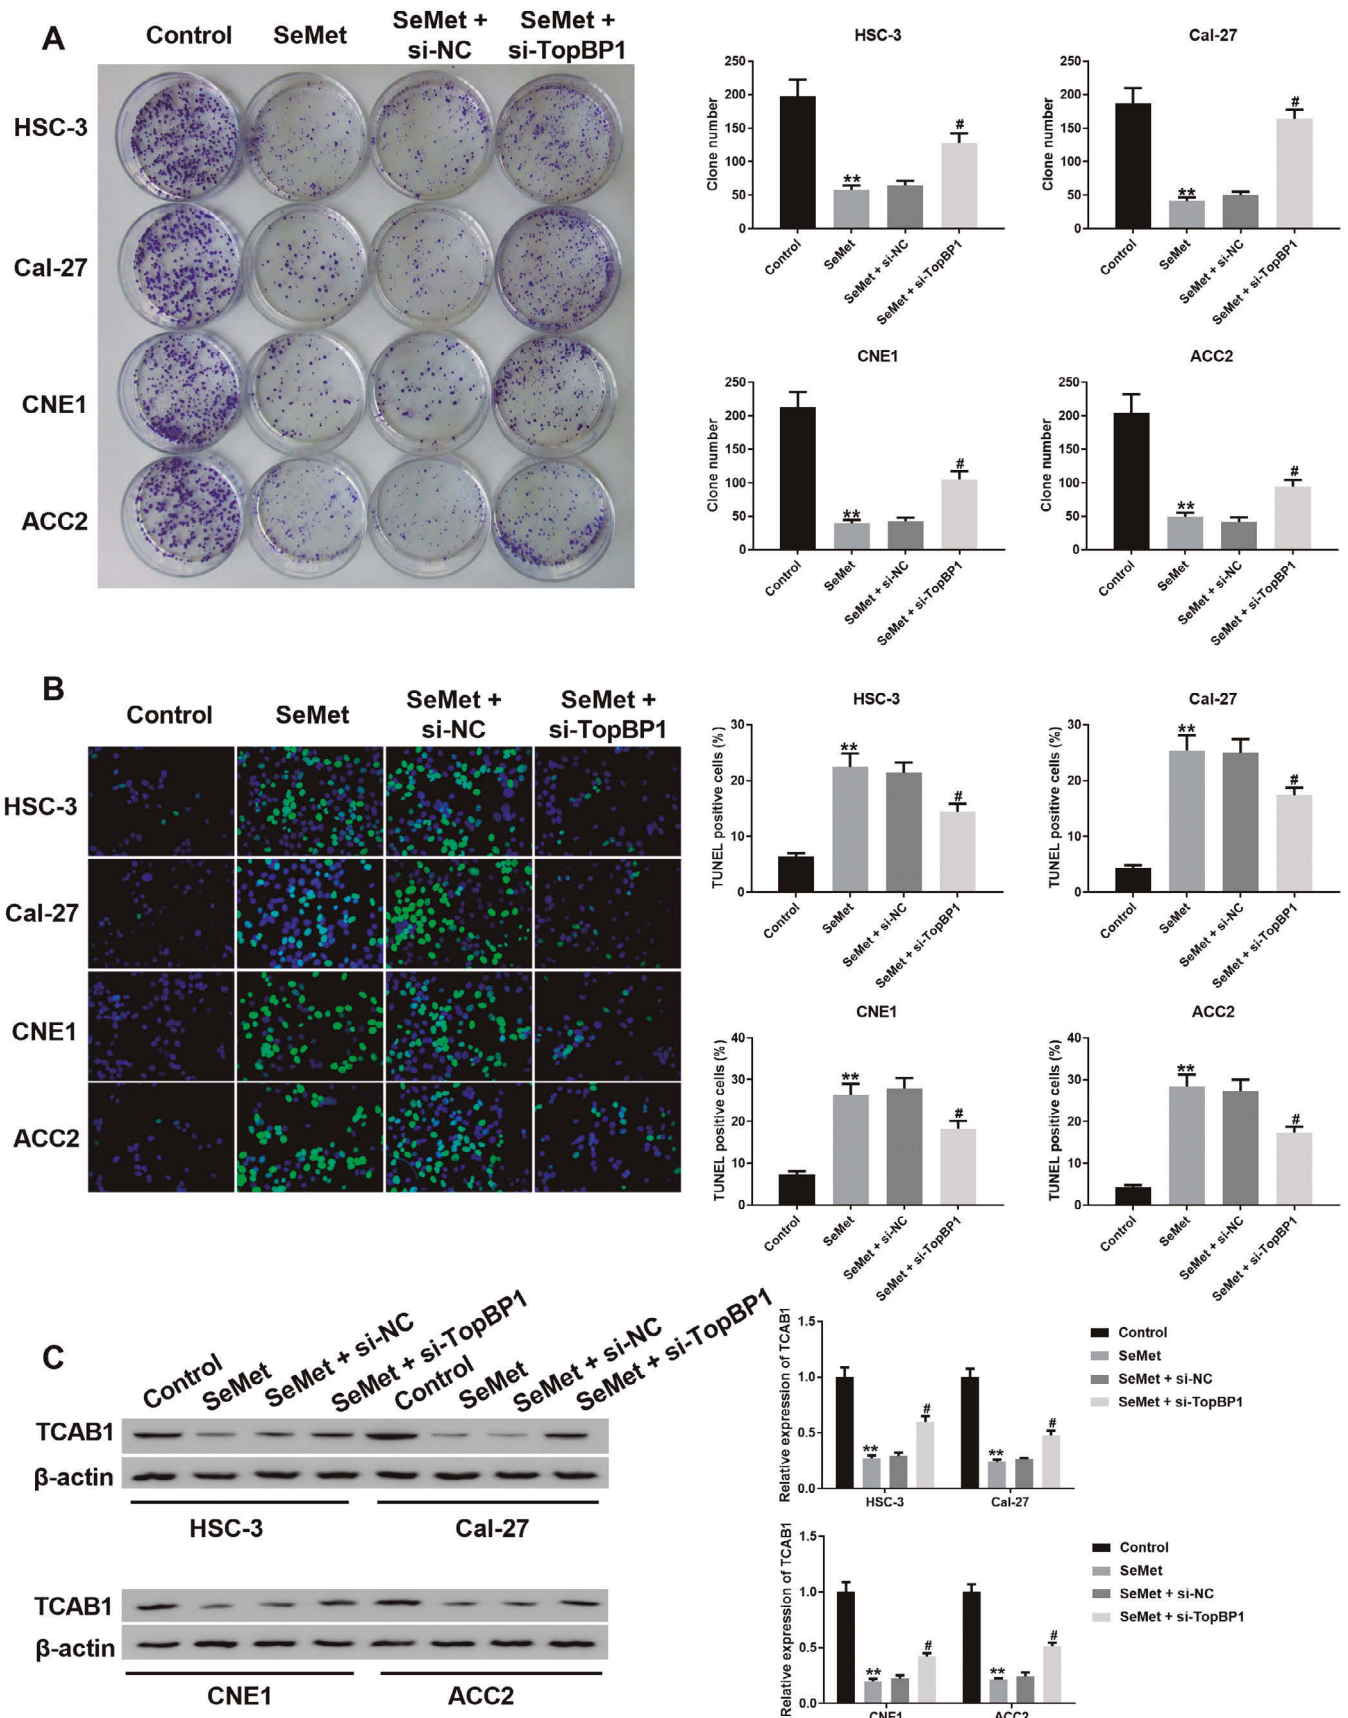 A
Control
SeMet
SeMet +
si-NC
SeMet +
si-TopBP1
HSC-3
Cal-27
CNE1
ACC2
HSC-3
Clone number
250
200
150
100
50
0
**
#
Control
SeMet
SeMet + si-NC
SeMet + si-TopBP1
Cal-27
Clone number
250
200
150
100
50
0
**
#
Control
SeMet
SeMet + si-NC
SeMet + si-TopBP1
CNE1
Clone number
250
200
150
100
50
0
**
#
Control
SeMet
SeMet + si-NC
SeMet + si-TopBP1
ACC2
Clone number
250
200
150
100
50
0
**
#
Control
SeMet
SeMet + si-NC
SeMet + si-TopBP1
B
Control
SeMet
SeMet +
si-NC
SeMet +
si-TopBP1
HSC-3
Cal-27
CNE1
ACC2
HSC-3
TUNEL positive cells (%)
30
20
10
0
**
#
Control
SeMet
SeMet + si-NC
SeMet + si-TopBP1
Cal-27
TUNEL positive cells (%)
30
20
10
0
**
#
Control
SeMet
SeMet + si-NC
SeMet + si-TopBP1
CNE1
TUNEL positive cells (%)
40
30
20
10
0
**
#
Control
SeMet
SeMet + si-NC
SeMet + si-TopBP1
ACC2
TUNEL positive cells (%)
40
30
20
10
0
**
#
Control
SeMet
SeMet + si-NC
SeMet + si-TopBP1
C
Control
SeMet
SeMet + si-NC
SeMet + si-TopBP1
Control
SeMet
SeMet + si-NC
SeMet + si-TopBP1
TCAB1
β-actin
HSC-3
Cal-27
TCAB1
β-actin
CNE1
ACC2
Relative expression of TCAB1
1.5
1.0
0.5
0.0
**
#
**
#
HSC-3
Cal-27
Control
SeMet
SeMet + si-NC
SeMet + si-TopBP1
Relative expression of TCAB1
1.5
1.0
0.5
0.0
**
#
**
#
CNE1
ACC2
Control
SeMet
SeMet + si-NC
SeMet + si-TopBP1